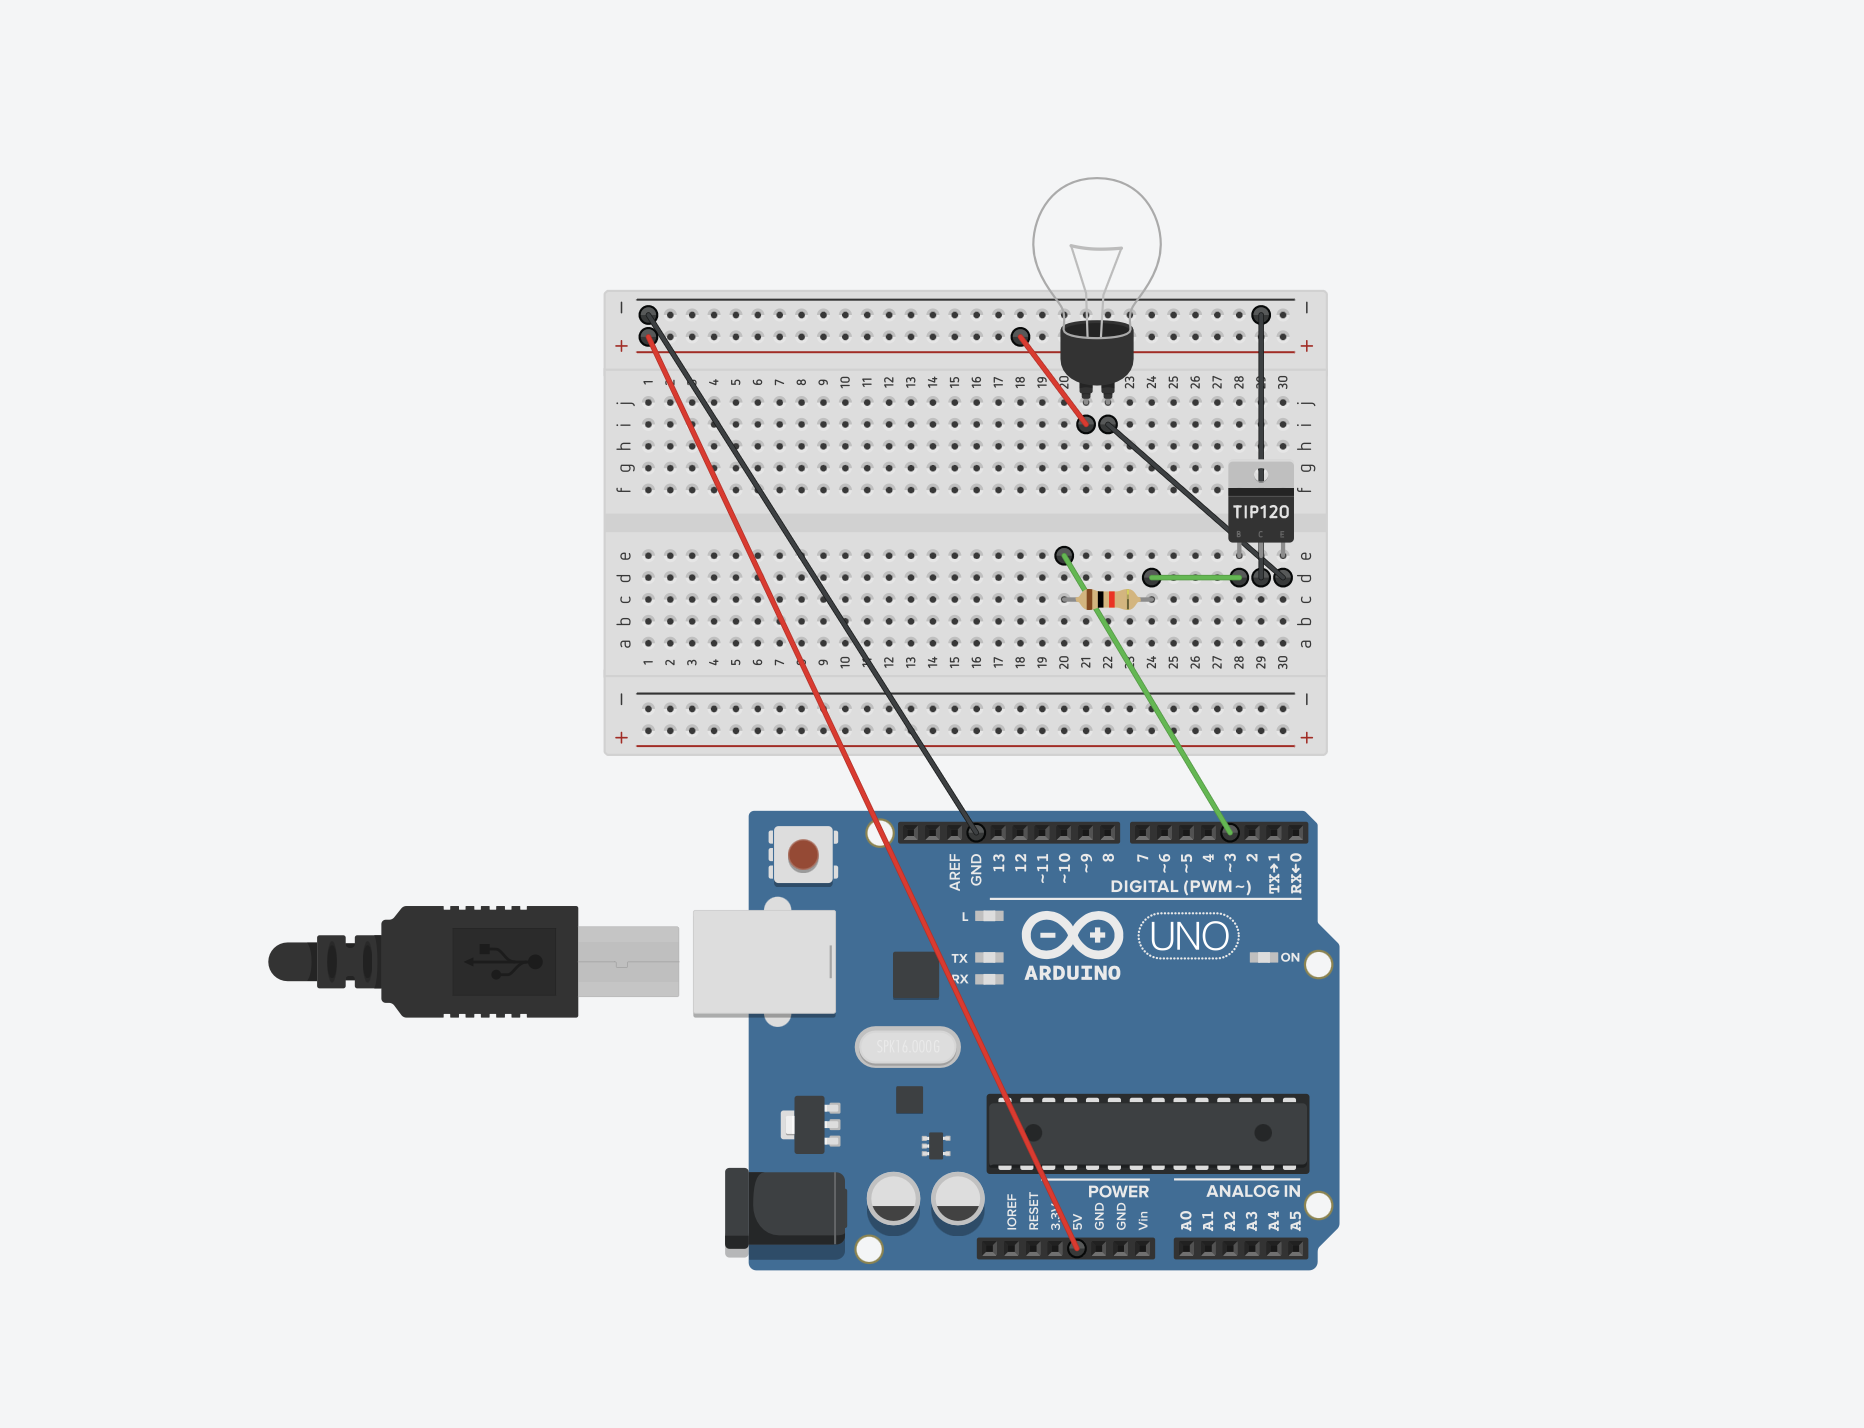 − −
+ +
1 2 3 4 5 6 7 8 9 10 11 12 13 14 15 16 17 18 19 20 23 24 25 26 27 28 29 30
j j
i i
h h
g g
f f
TIP120
B C E
e e
d d
c c
b b
a a
1 2 3 4 5 6 7 8 9 10 11 12 13 14 15 16 17 18 19 20 21 22 23 24 25 26 27 28 29 30
− −
+ +
AREF GND 13 12 ~11 ~10 ~9 8 7 ~6 ~5 4 ~3 2 TX→1 RX←0
DIGITAL (PWM~)
L
UNO
TX ON
ARDUINO
RX
SPK16.000G
POWER ANALOG IN
IOREF RESET 3.3V 5V GND GND Vin A0 A1 A2 A3 A4 A5